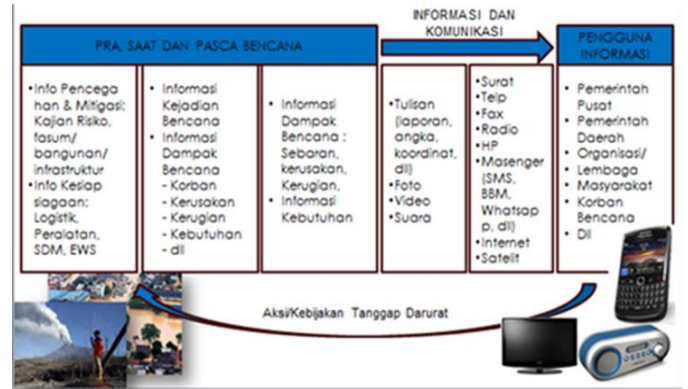 INFORMASI DAN
KOMUNIKASI
PRA, SAAT DAN PASCA BENCANA
PENGGUNA
INFORMASI
•Info Pencega
han & Mitigasi:
Kajian Risiko,
fasum/
bangunan/
infrastruktur
•Info Kesiap
siagaan:
Logistik,
Peralatan,
SDM, EWS
• Informasi
Kejadian
Bencana
• Informasi
Dampak
Bencana
- Korban
- Kerusakan
- Kerugian
- Kebutuhan
- dll
• Informasi
Dampak
Bencana :
Sebaran,
kerusakan,
Kerugian,
• Informasi
Kebutuhan
•Tulisan
(laporan,
angka,
koordinat,
dll)
•Foto
•Video
•Suara
•Surat
•Telp
•Fax
•Radio
•HP
•Masenger
(SMS,
BBM,
Whatsap
p, dll)
•Internet
•Satelit
• Pemerintah
Pusat
• Pemerintah
Daerah
• Organisasi/
• Lembaga
• Masyarakat
• Korban
Bencana
• Dll
Aksi/Kebijakan Tanggap Darurat